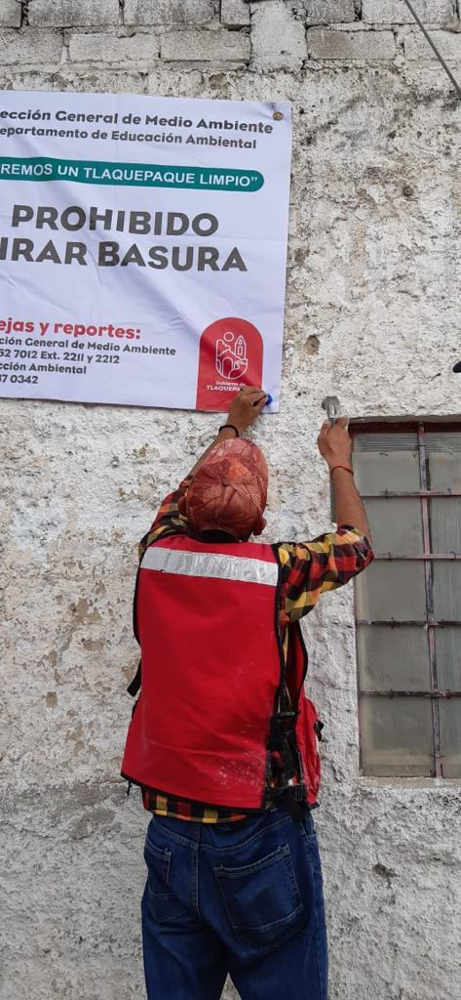 ección General de Medio Ambiente
epartamento de Educación Ambiental
REMOS UN TLAQUEPAQUE LIMPIO"
PROHIBIDO
IRAR BASURA
ejas y reportes:
ción General de Medio Ambiente
52 7012 Ext. 2211 y 2212
cción Ambiental
37 0342
Gobierno de
TLAQUEPA